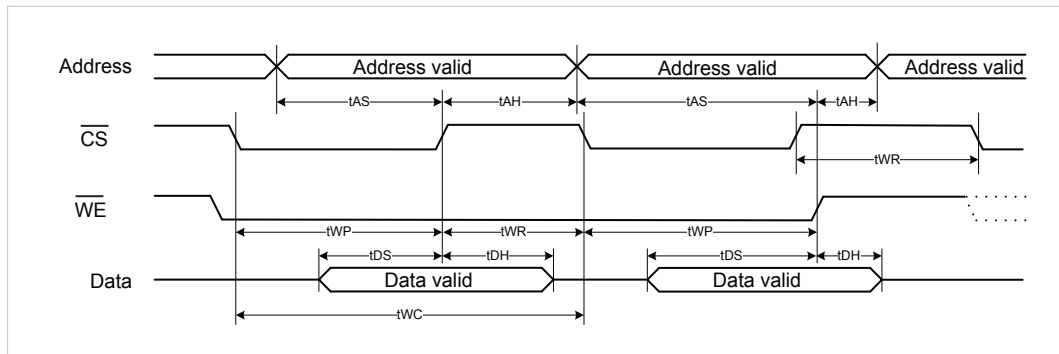 Address Address valid Address valid Address valid
tAS tAH tAS tAH
CS
tWR
WE
tWP tWR tWP
tDS tDH tDS tDH
Data Data valid Data valid
tWC